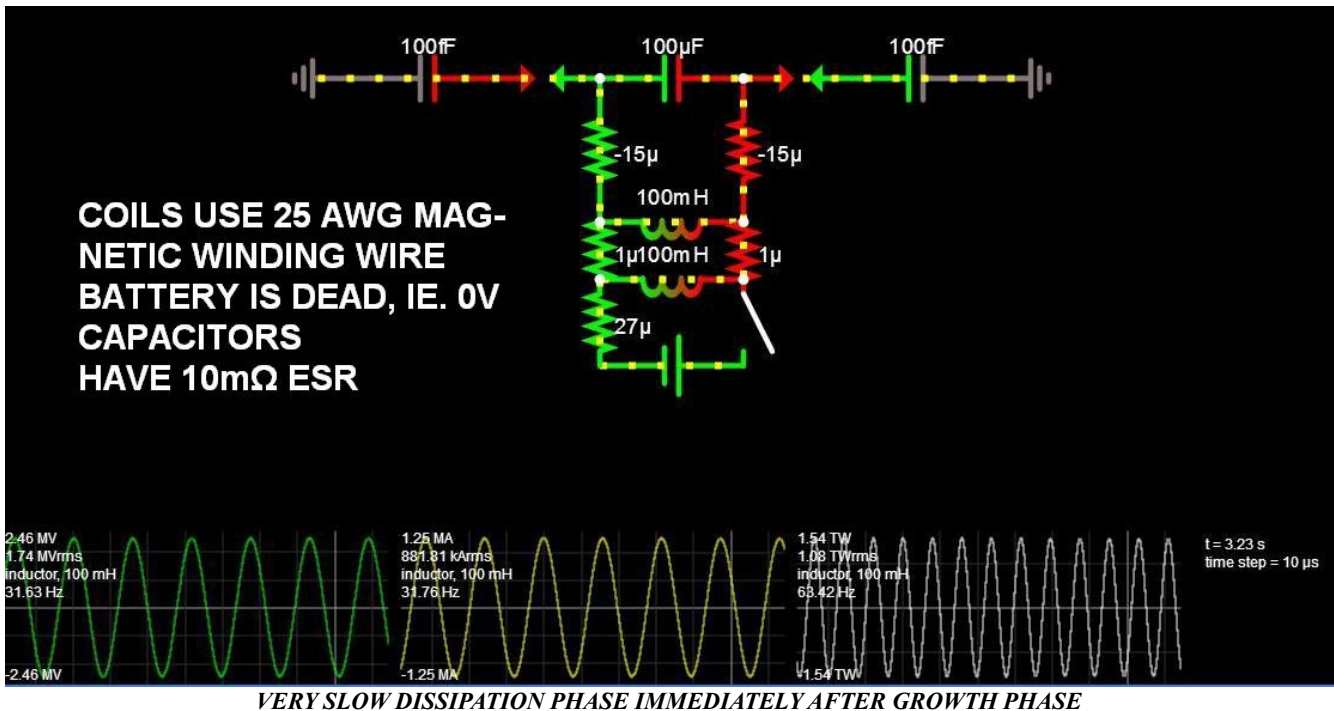 100fF 100µF 100fF
-15µ -15µ
100mH
1µ 100mH 1µ
27µ
COILS USE 25 AWG MAG-
NETIC WINDING WIRE
BATTERY IS DEAD, IE. 0V
CAPACITORS
HAVE 10mΩ ESR
2.46 MV
1.74 MVrms
inductor, 100 mH
31.63 Hz
-2.46 MV
1.25 MA
881.81 kArms
inductor, 100 mH
31.76 Hz
-1.25 MA
1.54 TW
1.08 TWrms
inductor, 100 mH
63.42 Hz
-1.54 TW
t = 3.23 s
time step = 10 µs
VERY SLOW DISSIPATION PHASE IMMEDIATELY AFTER GROWTH PHASE